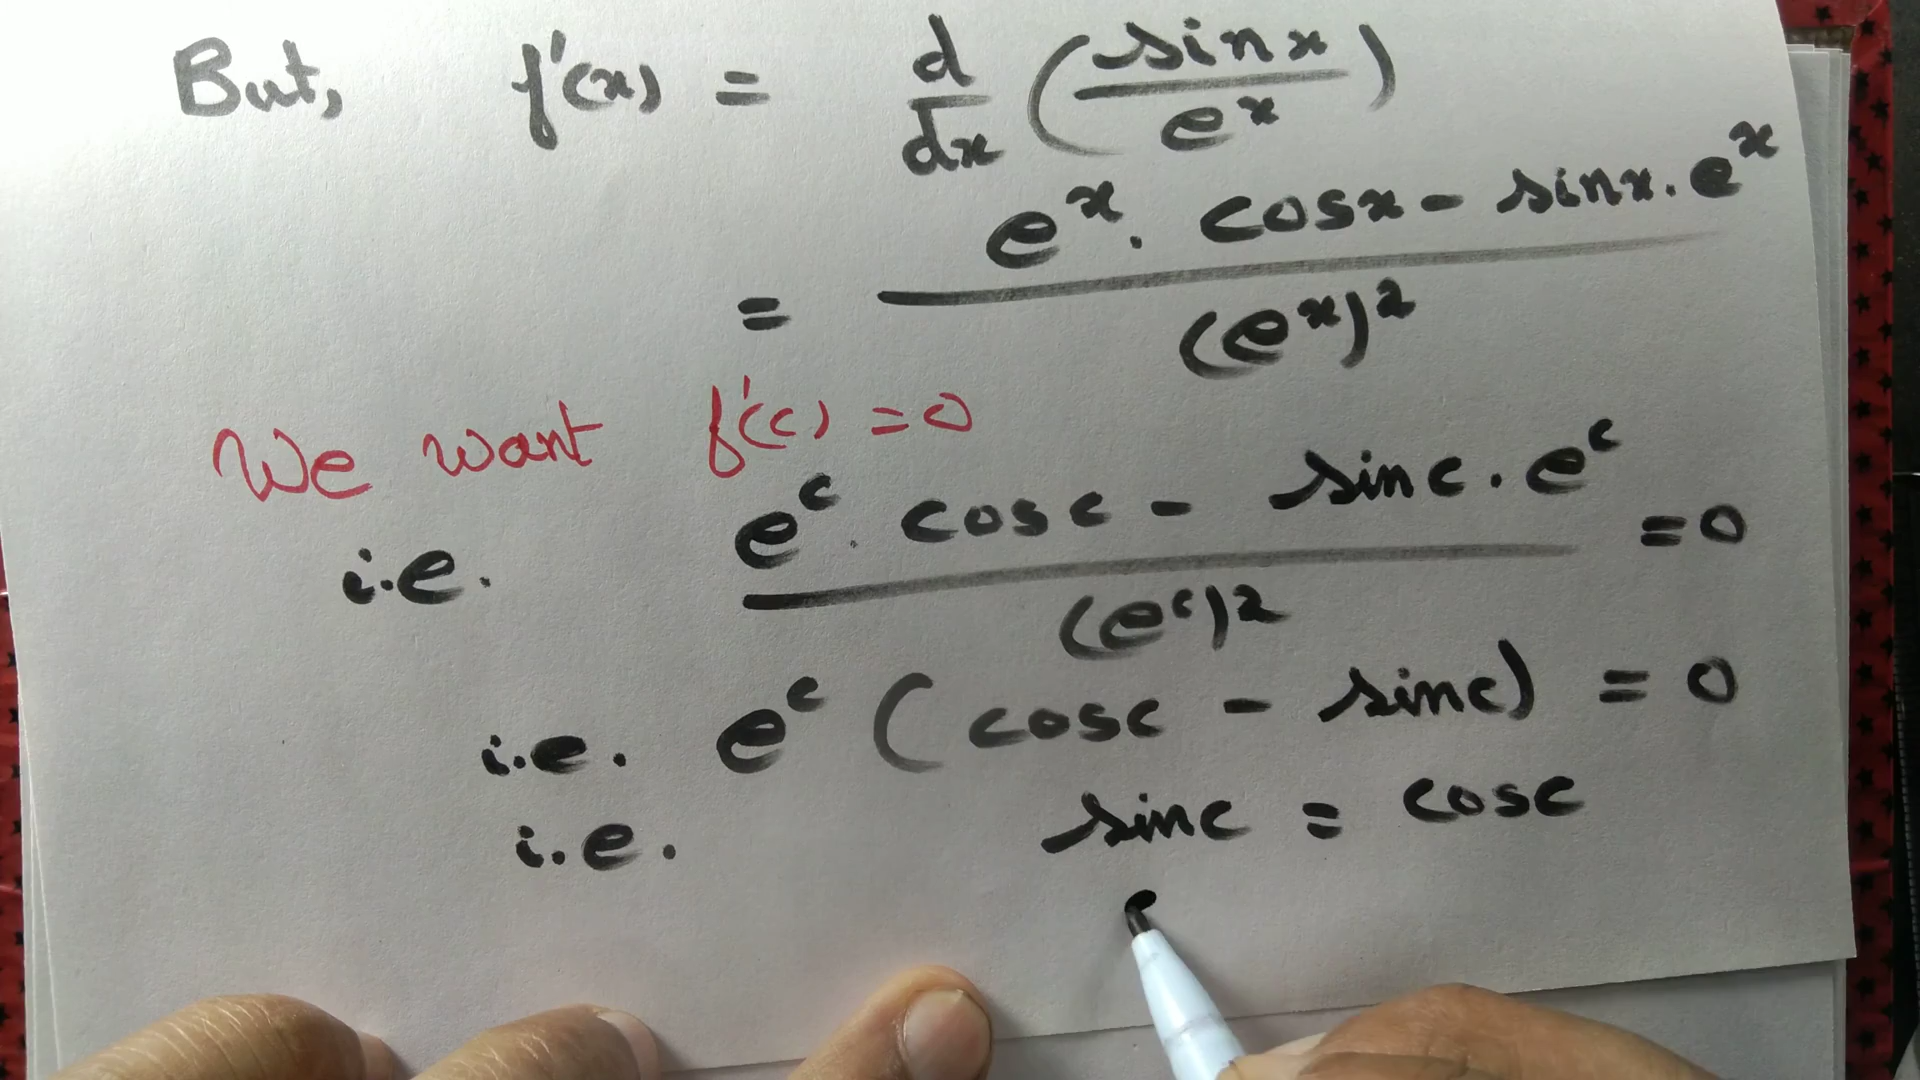 But, f'(x) = d/dx (sinx/e^x)
= (e^x . cosx - sinx . e^x)/(e^x)^2
We want f'(c) = 0
i.e. (e^c . cosc - sinc . e^c)/(e^c)^2 = 0
i.e. e^c (cosc - sinc) = 0
i.e. sinc = cosc